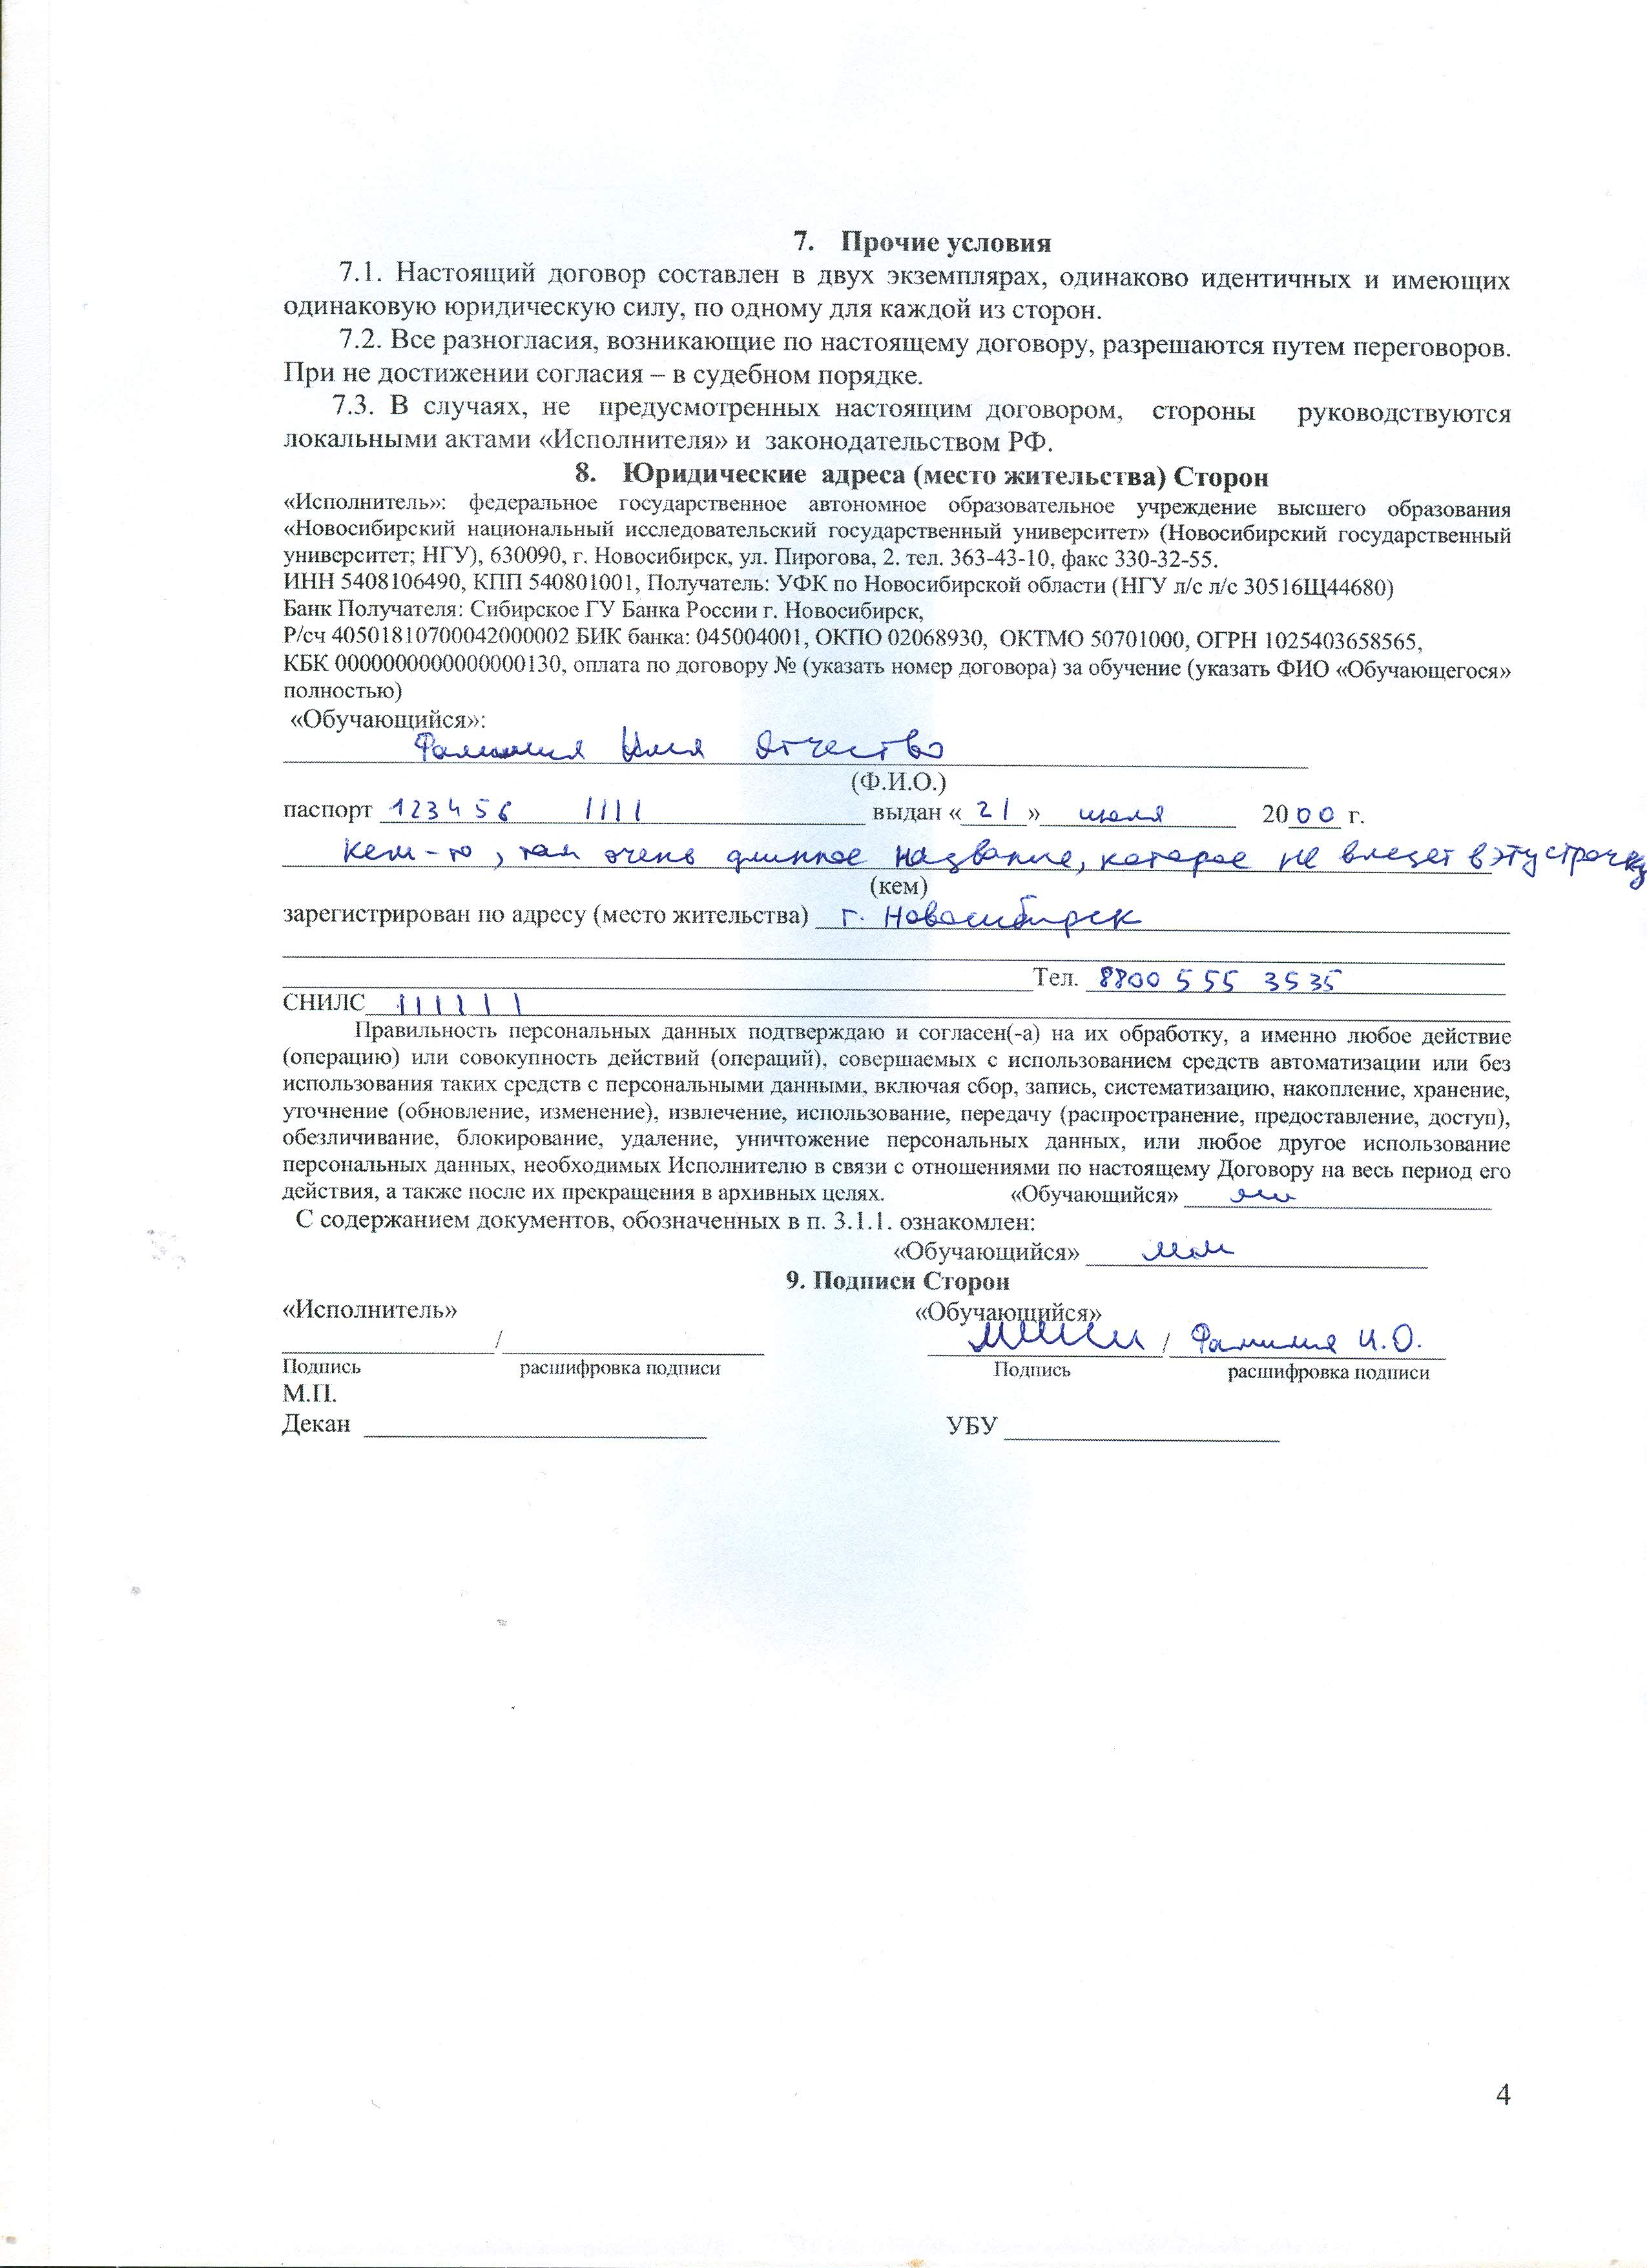 7. Прочие условия
7.1. Настоящий договор составлен в двух экземплярах, одинаково идентичных и имеющих
одинаковую юридическую силу, по одному для каждой из сторон.
7.2. Все разногласия, возникающие по настоящему договору, разрешаются путем переговоров.
При не достижении согласия – в судебном порядке.
7.3. В случаях, не предусмотренных настоящим договором, стороны руководствуются
локальными актами «Исполнителя» и законодательством РФ.
8. Юридические адреса (место жительства) Сторон
«Исполнитель»: федеральное государственное автономное образовательное учреждение высшего образования
«Новосибирский национальный исследовательский государственный университет» (Новосибирский государственный
университет; НГУ), 630090, г. Новосибирск, ул. Пирогова, 2. тел. 363-43-10, факс 330-32-55.
ИНН 5408106490, КПП 540801001, Получатель: УФК по Новосибирской области (НГУ л/с л/с 30516Щ44680)
Банк Получателя: Сибирское ГУ Банка России г. Новосибирск,
Р/сч 40501810700042000002 БИК банка: 045004001, ОКПО 02068930, ОКТМО 50701000, ОГРН 1025403658565,
КБК 00000000000000000130, оплата по договору № (указать номер договора) за обучение (указать ФИО «Обучающегося»
полностью)
«Обучающийся»:
Фамилия Имя Отчество
(Ф.И.О.)
паспорт 123456 1111 выдан «21» июля 2000 г.
кем-то, там очень длинное название, которое не влезет в эту строчку
(кем)
зарегистрирован по адресу (место жительства) г. Новосибирск
Тел. 8800 555 3535
СНИЛС 111111
Правильность персональных данных подтверждаю и согласен(-а) на их обработку, а именно любое действие
(операцию) или совокупность действий (операций), совершаемых с использованием средств автоматизации или без
использования таких средств с персональными данными, включая сбор, запись, систематизацию, накопление, хранение,
уточнение (обновление, изменение), извлечение, использование, передачу (распространение, предоставление, доступ),
обезличивание, блокирование, удаление, уничтожение персональных данных, или любое другое использование
персональных данных, необходимых Исполнителю в связи с отношениями по настоящему Договору на весь период его
действия, а также после их прекращения в архивных целях. «Обучающийся»
С содержанием документов, обозначенных в п. 3.1.1. ознакомлен:
«Обучающийся»
9. Подписи Сторон
«Исполнитель» «Обучающийся»
/ / Фамилия И.О.
Подпись расшифровка подписи Подпись расшифровка подписи
М.П.
Декан УБУ
4